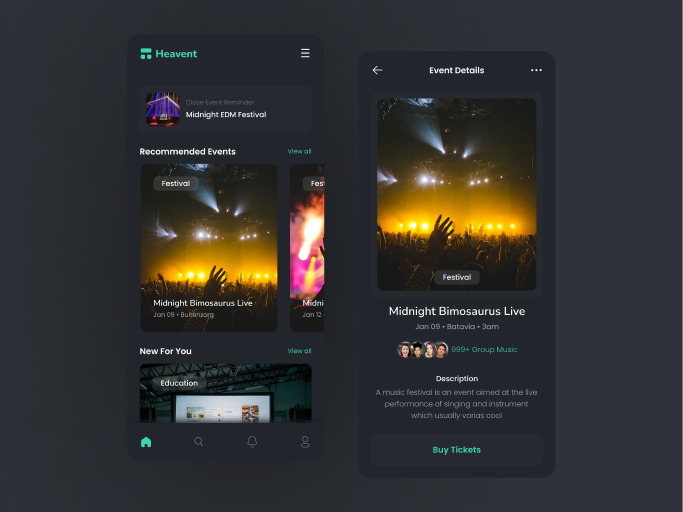 Heavent
Close Event Reminder
Midnight EDM Festival
Recommended Events
View all
Festival
Fes
Midnight Bimosaurus Live
Jan 09 • Buitenzorg
Midni
Jan 12
New For You
View all
Education
Event Details
Festival
Midnight Bimosaurus Live
Jan 09 • Batavia • 3am
999+ Group Music
Description
A music festival is an event aimed at the live
performance of singing and instrument
which usually varias cool
Buy Tickets